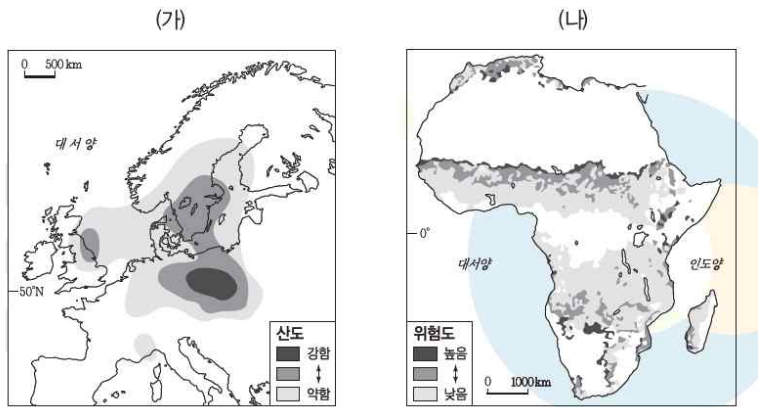 (가)
0 500 km
대서양
50°N
산도
강함
약함
(나)
0°
대서양
인도양
위험도
높음
낮음
0 1000 km